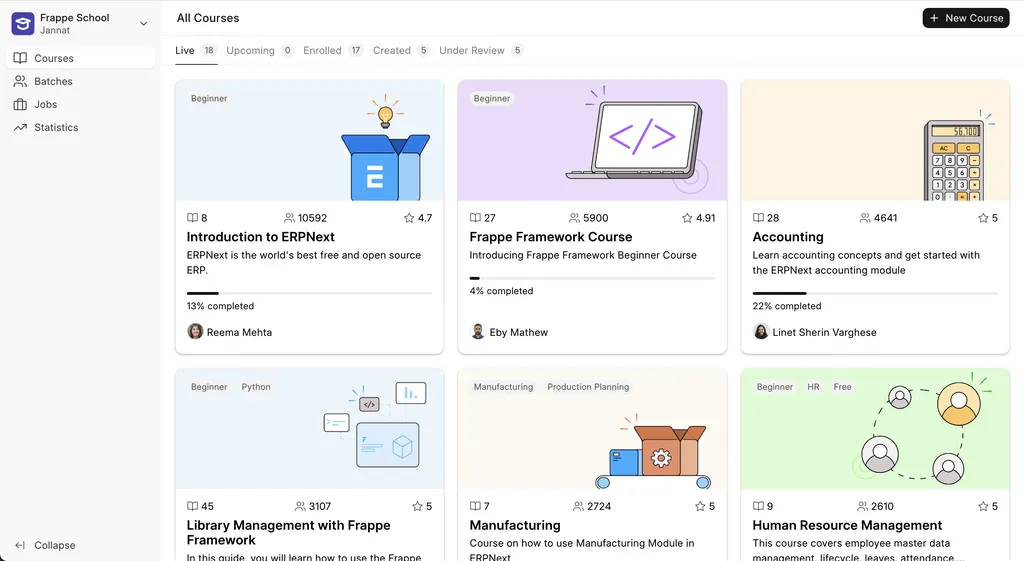 Frappe School
Jannat
Courses
Batches
Jobs
Statistics
Collapse
All Courses
New Course
Live 18 Upcoming 0 Enrolled 17 Created 5 Under Review 5
Beginner
8 10592 4.7
Introduction to ERPNext
ERPNext is the world's best free and open source
ERP.
13% completed
Reema Mehta
Beginner
</>
27 5900 4.91
Frappe Framework Course
Introducing Frappe Framework Beginner Course
4% completed
Eby Mathew
56,700
AC C
7 8 9 −
4 5 6 ÷
1 2 3 ×
28 4641 5
Accounting
Learn accounting concepts and get started with
the ERPNext accounting module
22% completed
Linet Sherin Varghese
Beginner Python
</>
45 3107 5
Library Management with Frappe
Framework
In this guide, you will learn how to use the Frappe
Manufacturing Production Planning
7 2724 5
Manufacturing
Course on how to use Manufacturing Module in
ERPNext
Beginner HR Free
9 2610 5
Human Resource Management
This course covers employee master data
management, lifecycle, leaves, attendance,...